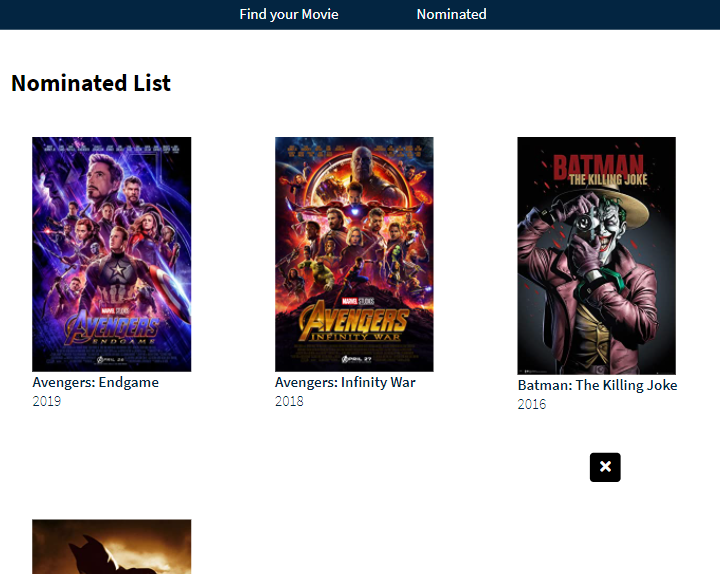 Find your Movie Nominated
Nominated List
MARVEL STUDIOS
AVENGERS
ENDGAME
APRIL 26
Avengers: Endgame
2019
MARVEL STUDIOS
AVENGERS
INFINITY WAR
APRIL 27
Avengers: Infinity War
2018
BATMAN
THE KILLING JOKE
Batman: The Killing Joke
2016